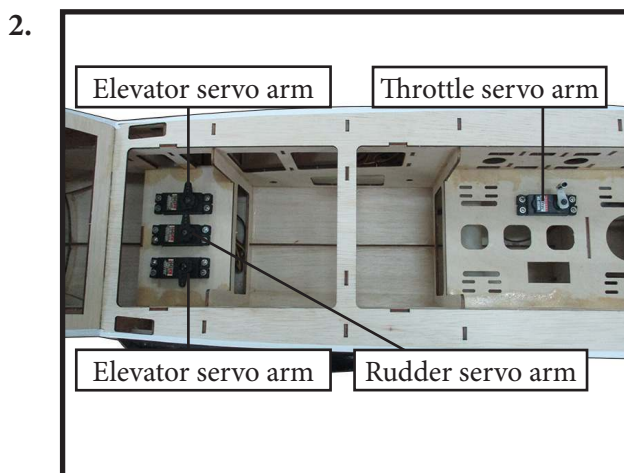 2.
Elevator servo arm
Throttle servo arm
Elevator servo arm
Rudder servo arm